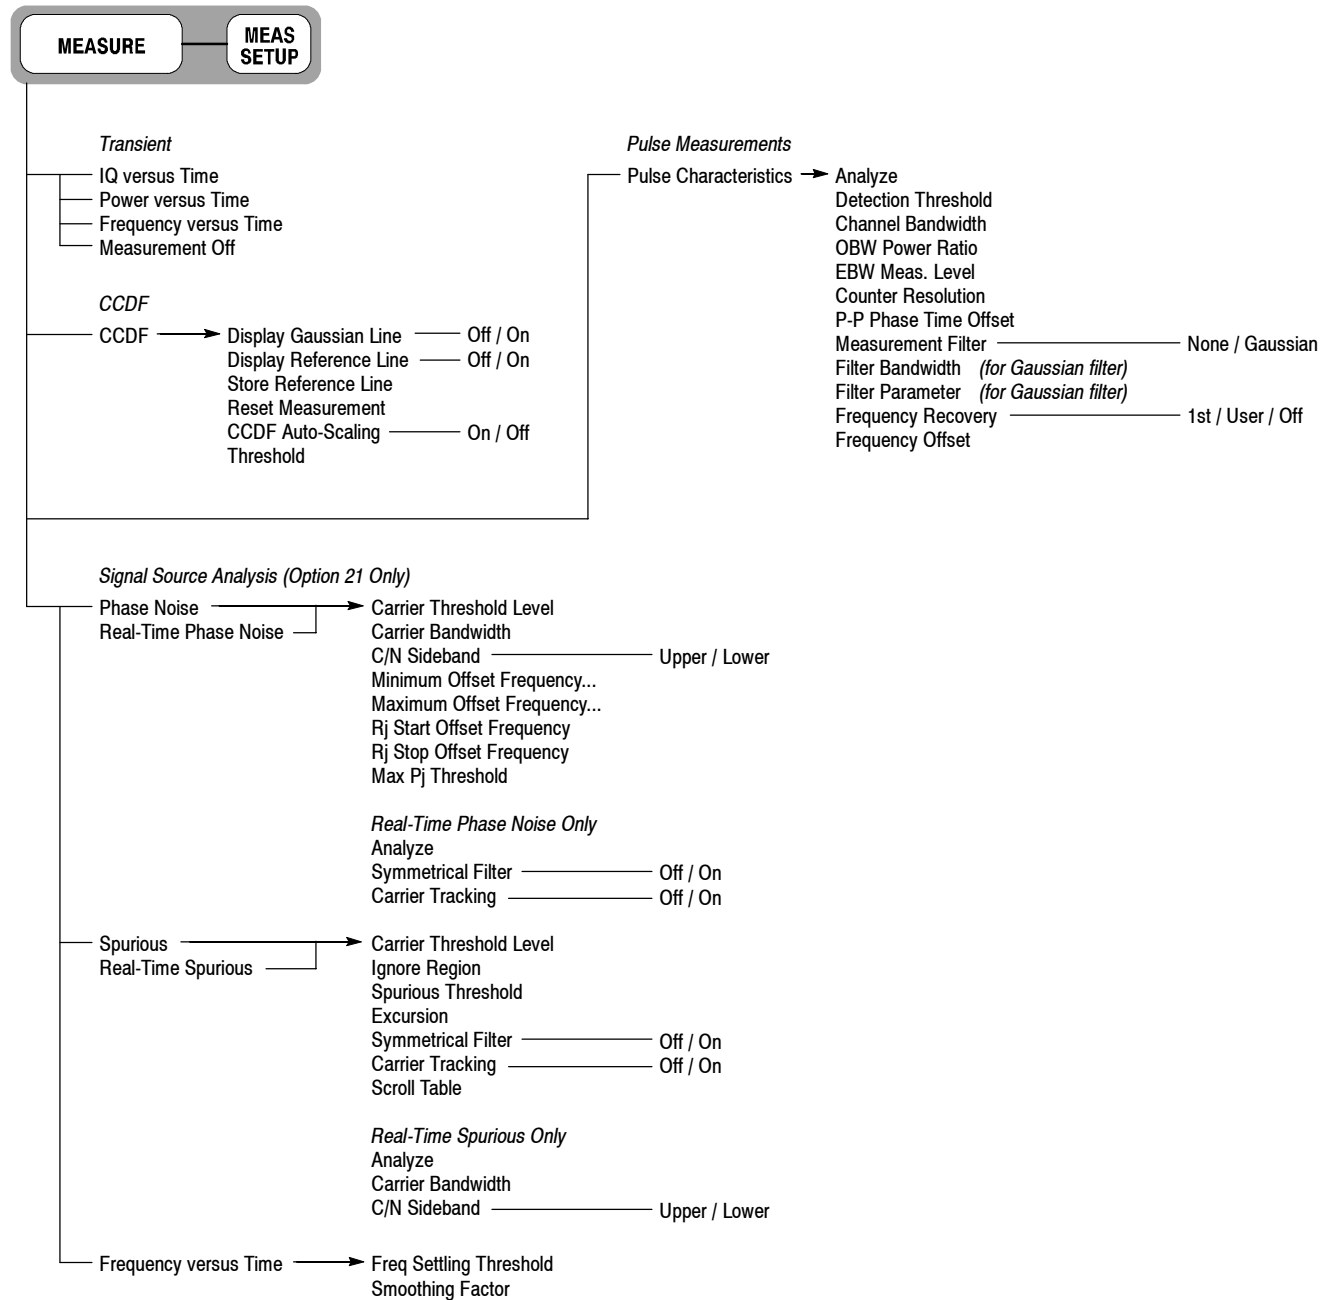 MEASURE
MEAS
SETUP
Transient
IQ versus Time
Power versus Time
Frequency versus Time
Measurement Off
CCDF
CCDF
Display Gaussian Line Off / On
Display Reference Line Off / On
Store Reference Line
Reset Measurement
CCDF Auto-Scaling On / Off
Threshold
Pulse Measurements
Pulse Characteristics
Analyze
Detection Threshold
Channel Bandwidth
OBW Power Ratio
EBW Meas. Level
Counter Resolution
P-P Phase Time Offset
Measurement Filter None / Gaussian
Filter Bandwidth (for Gaussian filter)
Filter Parameter (for Gaussian filter)
Frequency Recovery 1st / User / Off
Frequency Offset
Signal Source Analysis (Option 21 Only)
Phase Noise
Real-Time Phase Noise
Carrier Threshold Level
Carrier Bandwidth
C/N Sideband Upper / Lower
Minimum Offset Frequency...
Maximum Offset Frequency...
Rj Start Offset Frequency
Rj Stop Offset Frequency
Max Pj Threshold
Real-Time Phase Noise Only
Analyze
Symmetrical Filter Off / On
Carrier Tracking Off / On
Spurious
Real-Time Spurious
Carrier Threshold Level
Ignore Region
Spurious Threshold
Excursion
Symmetrical Filter Off / On
Carrier Tracking Off / On
Scroll Table
Real-Time Spurious Only
Analyze
Carrier Bandwidth
C/N Sideband Upper / Lower
Frequency versus Time
Freq Settling Threshold
Smoothing Factor